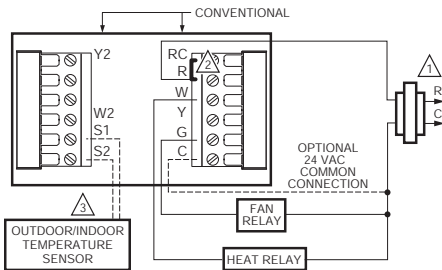 CONVENTIONAL
Y2
RC
2
R
1
W
R
W2
Y
C
S1
G
S2
C
OPTIONAL
24 VAC
COMMON
CONNECTION
3
FAN
RELAY
OUTDOOR/INDOOR
TEMPERATURE
SENSOR
HEAT RELAY